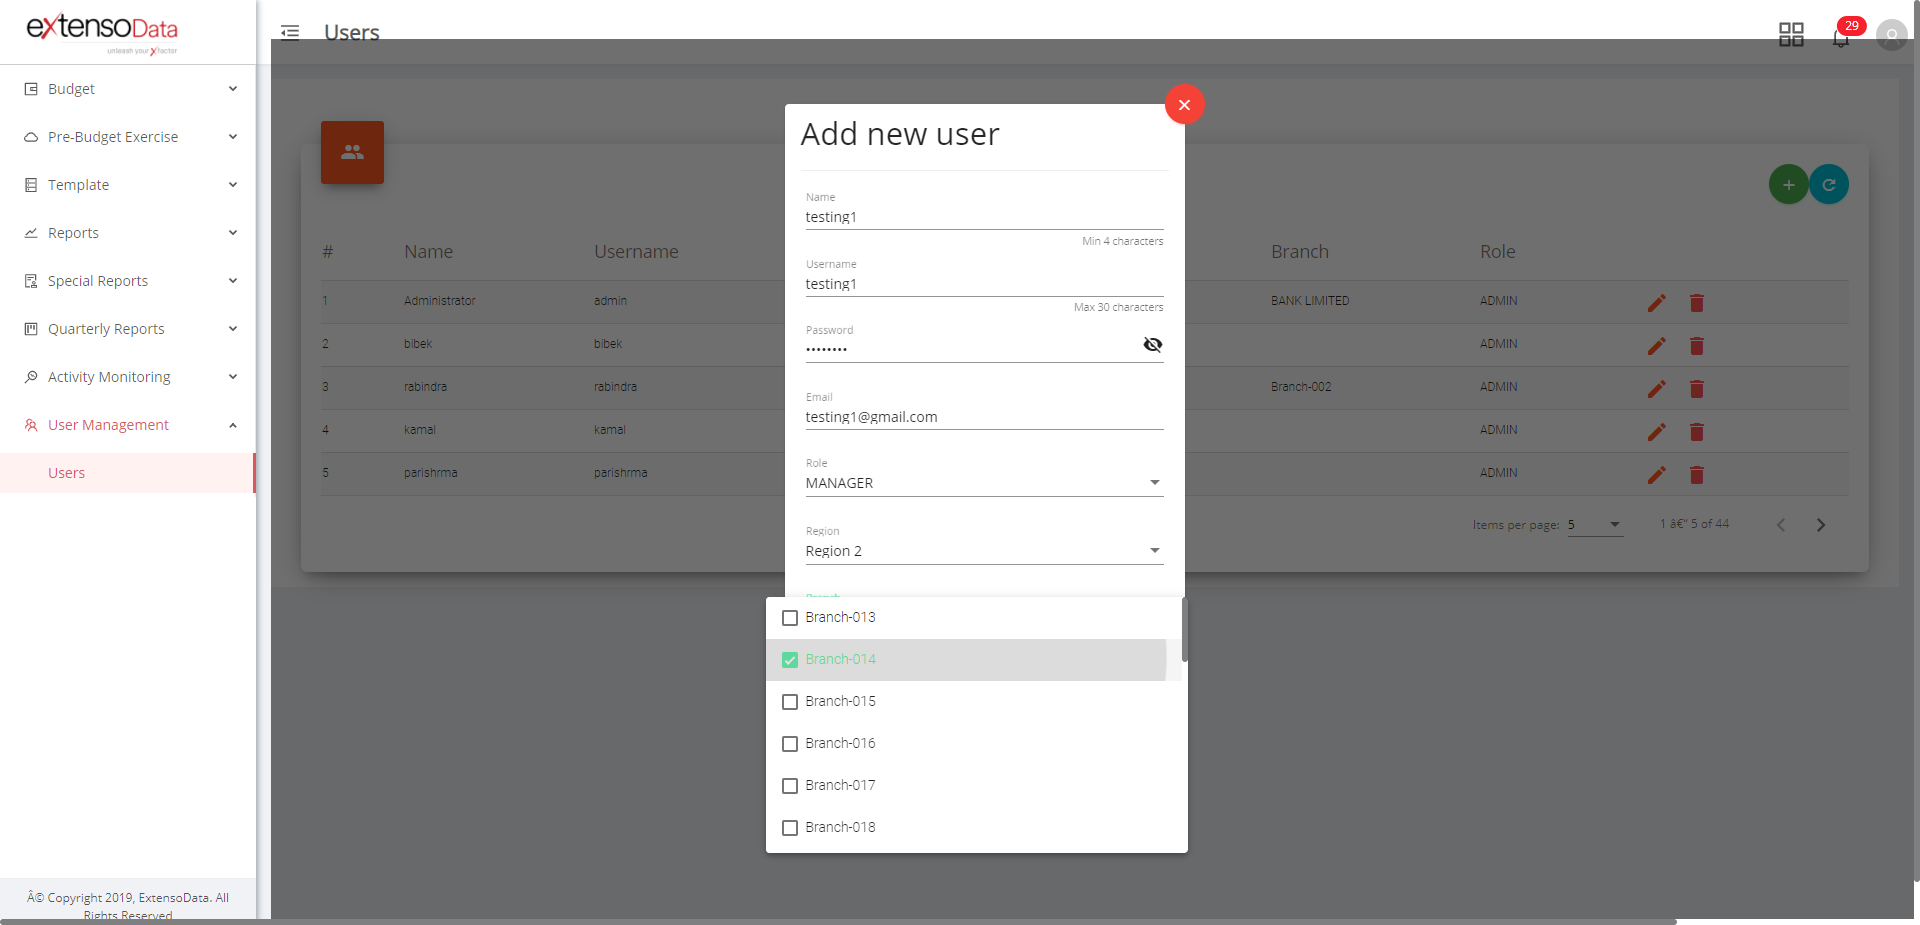 extensoData
unleash your Xfactor
Users
29
Budget
Pre-Budget Exercise
Template
Reports
Special Reports
Quarterly Reports
Activity Monitoring
User Management
Users
Â© Copyright 2019, ExtensoData. All
Rights Reserved
# Name Username Branch Role
1 Administrator admin BANK LIMITED ADMIN
2 bibek bibek ADMIN
3 rabindra rabindra Branch-002 ADMIN
4 kamal kamal ADMIN
5 parishrma parishrma ADMIN
Items per page: 5 1 â€“ 5 of 44
Add new user
Name
testing1
Min 4 characters
Username
testing1
Max 30 characters
Password
••••••••
Email
testing1@gmail.com
Role
MANAGER
Region
Region 2
Branch
Branch-013
Branch-014
Branch-015
Branch-016
Branch-017
Branch-018